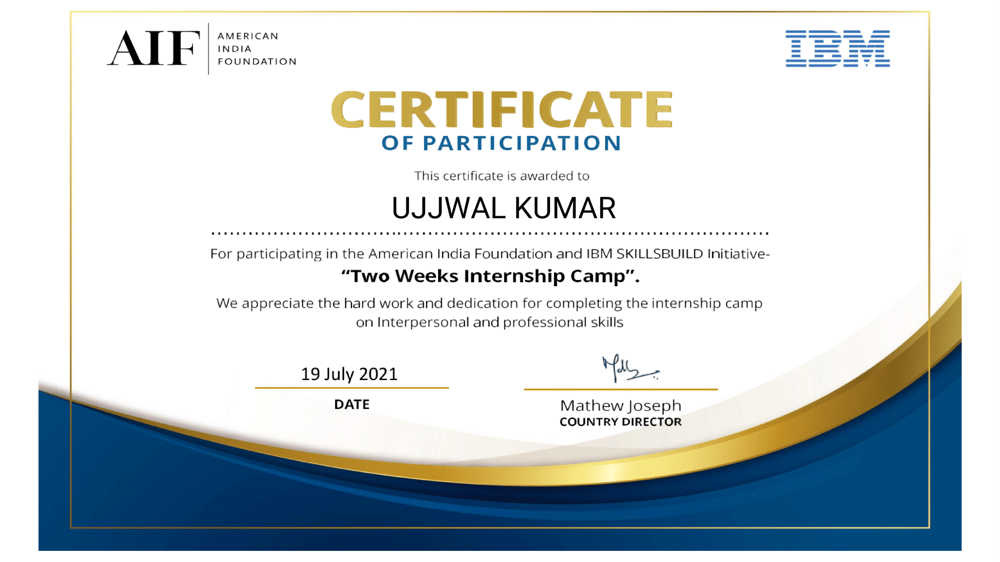 AIF
AMERICAN
INDIA
FOUNDATION
IBM
CERTIFICATE
OF PARTICIPATION
This certificate is awarded to
UJJWAL KUMAR
For participating in the American India Foundation and IBM SKILLSBUILD Initiative-
“Two Weeks Internship Camp”.
We appreciate the hard work and dedication for completing the internship camp
on Interpersonal and professional skills
19 July 2021
DATE
Mathew Joseph
COUNTRY DIRECTOR